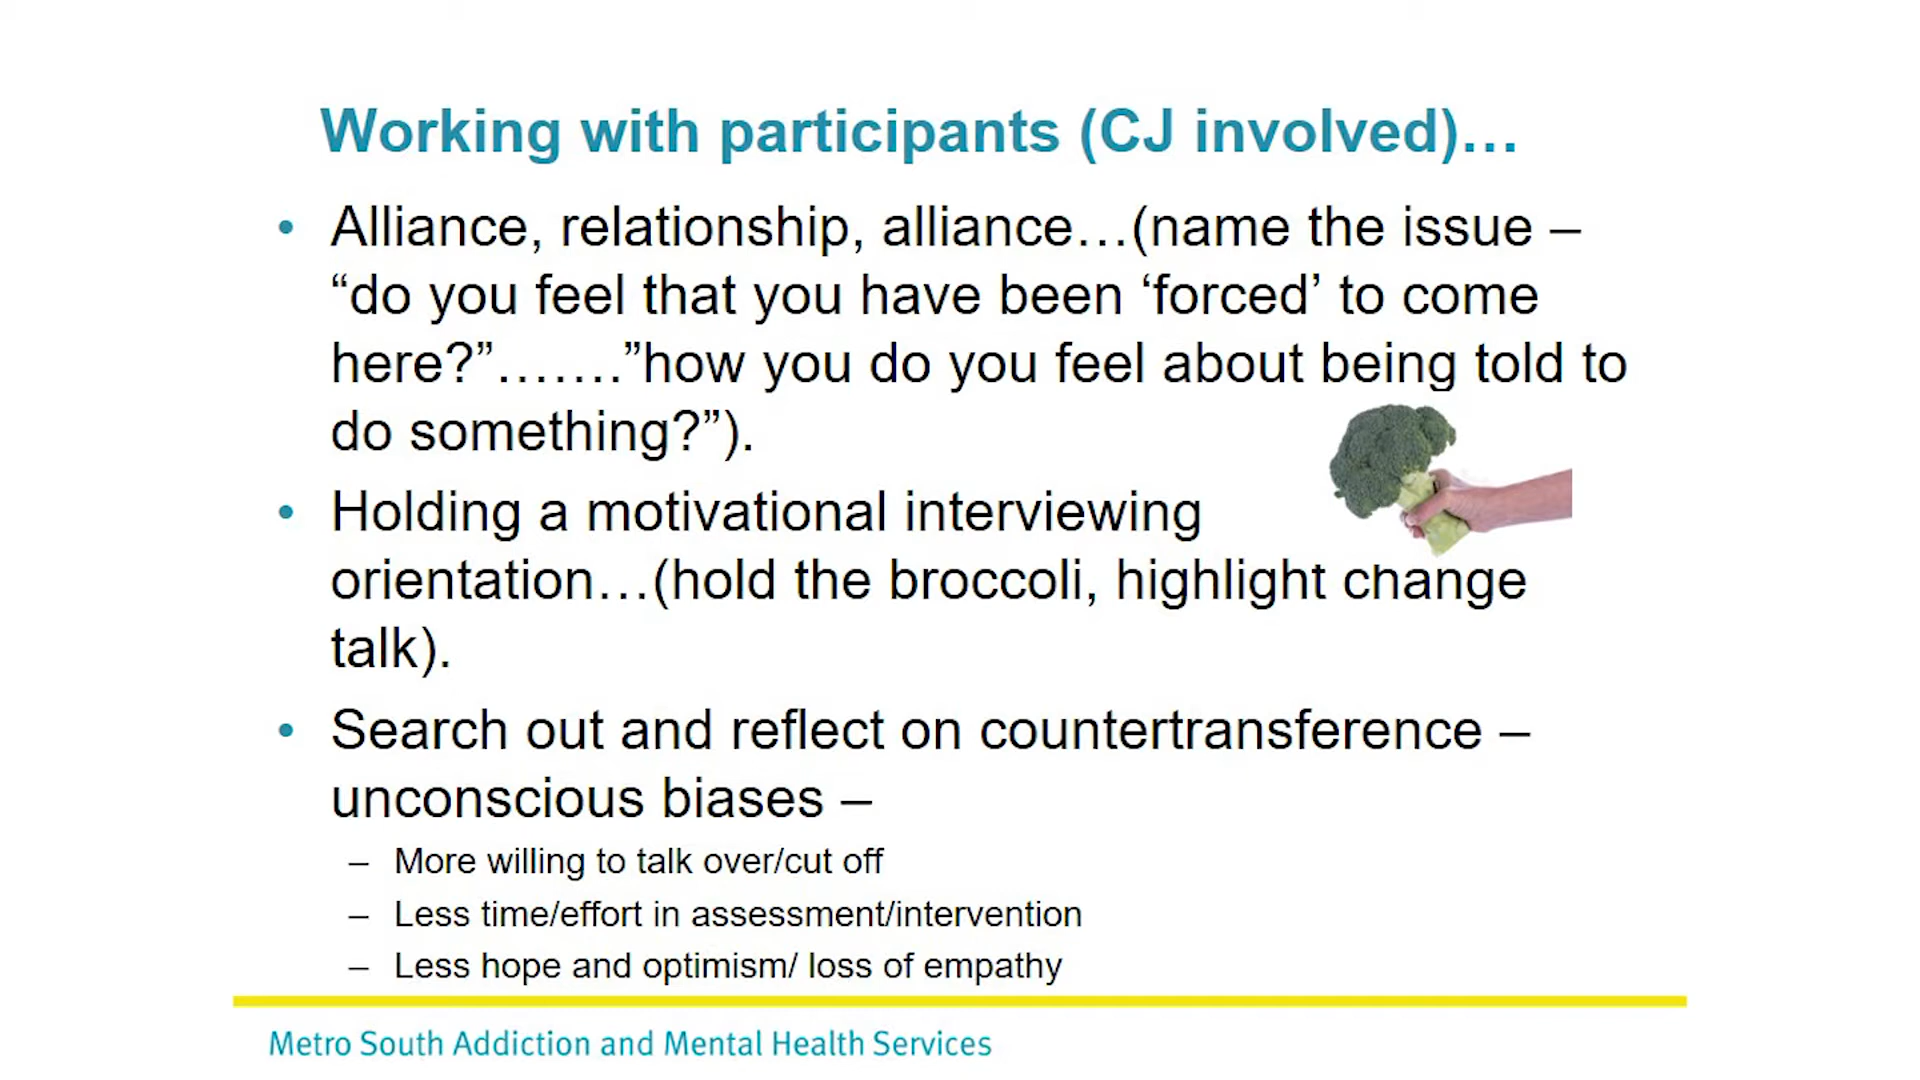 Working with participants (CJ involved)…
• Alliance, relationship, alliance…(name the issue –
“do you feel that you have been ‘forced’ to come
here?”…….”how you do you feel about being told to
do something?”).
• Holding a motivational interviewing
orientation…(hold the broccoli, highlight change
talk).
• Search out and reflect on countertransference –
unconscious biases –
– More willing to talk over/cut off
– Less time/effort in assessment/intervention
– Less hope and optimism/ loss of empathy
Metro South Addiction and Mental Health Services